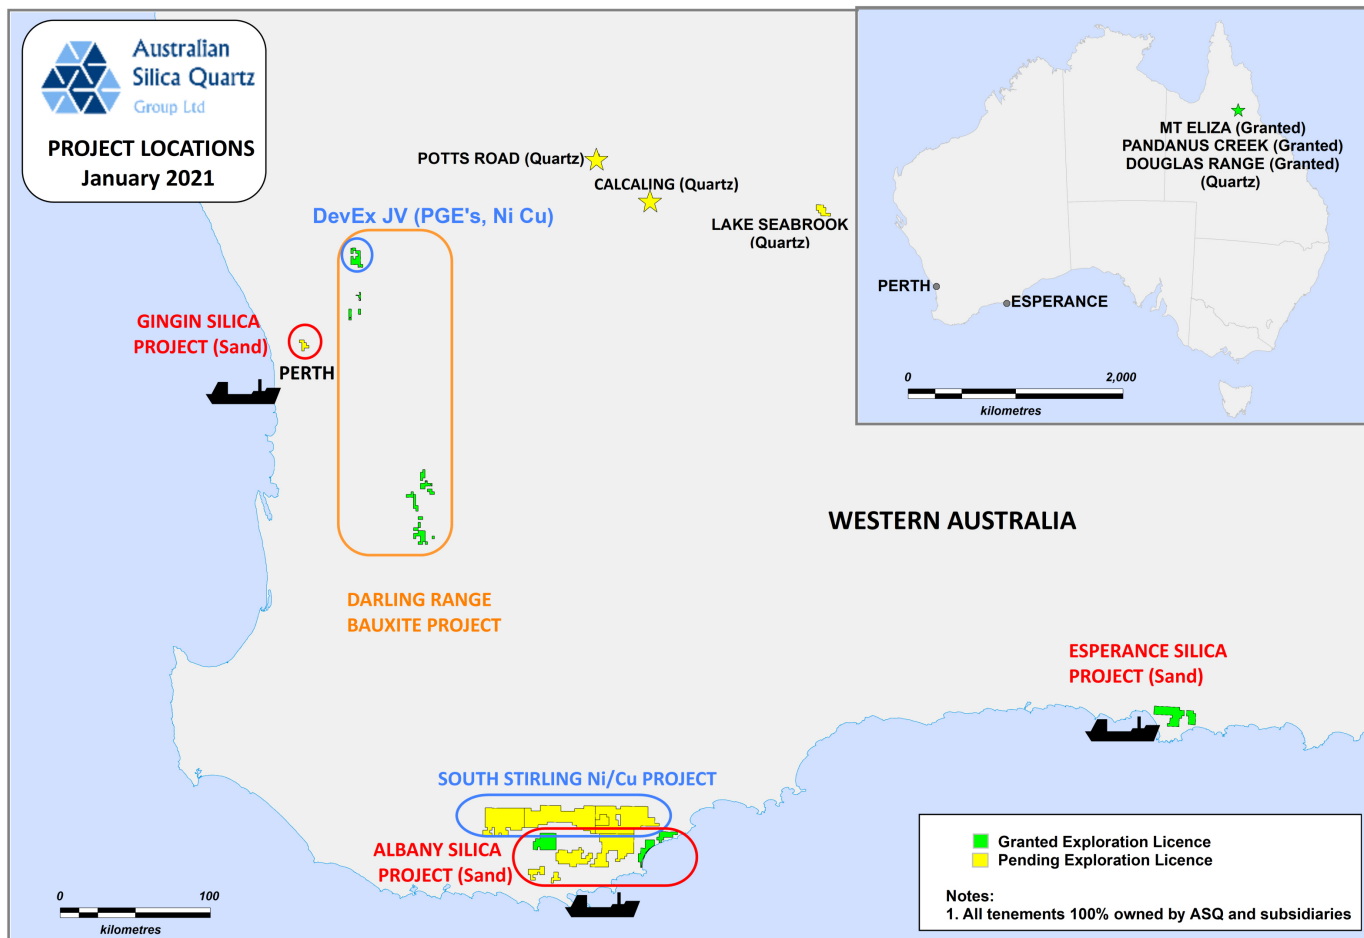 Australian
Silica Quartz
Group Ltd
PROJECT LOCATIONS
January 2021
POTTS ROAD (Quartz)
CALCALING (Quartz)
LAKE SEABROOK
(Quartz)
DevEx JV (PGE's, Ni Cu)
GINGIN SILICA
PROJECT (Sand)
PERTH
DARLING RANGE
BAUXITE PROJECT
WESTERN AUSTRALIA
ESPERANCE SILICA
PROJECT (Sand)
SOUTH STIRLING Ni/Cu PROJECT
ALBANY SILICA
PROJECT (Sand)
0 100
kilometres
MT ELIZA (Granted)
PANDANUS CREEK (Granted)
DOUGLAS RANGE (Granted)
(Quartz)
PERTH
ESPERANCE
0 2,000
kilometres
Granted Exploration Licence
Pending Exploration Licence
Notes:
1. All tenements 100% owned by ASQ and subsidiaries